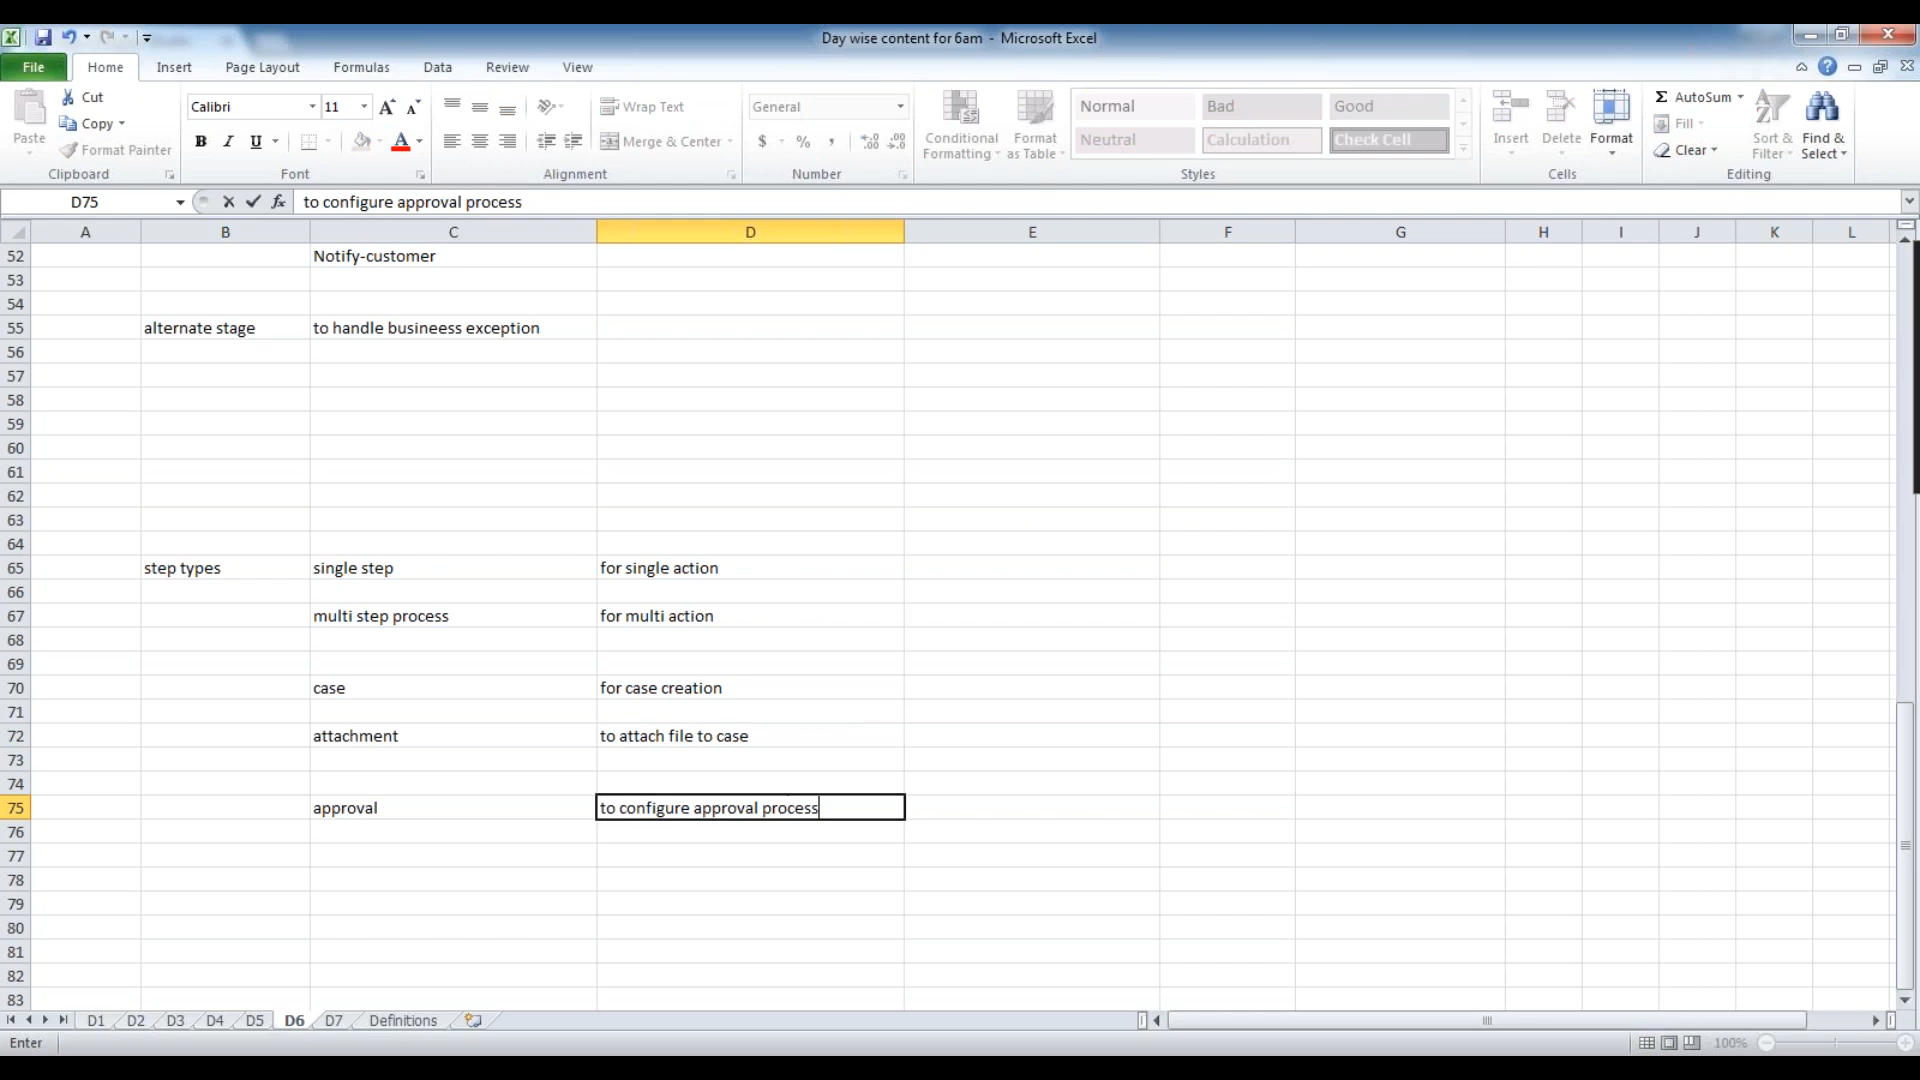 Day wise content for 6am - Microsoft Excel
File Home Insert Page Layout Formulas Data Review View
Paste
Cut
Copy
Format Painter
Clipboard
Calibri 11
B I U
Font
Wrap Text
Merge & Center
Alignment
General
$ % ,
Number
Conditional Formatting
Format as Table
Normal Bad Good
Neutral Calculation Check Cell
Styles
Insert Delete Format
Cells
AutoSum
Fill
Clear
Sort & Filter
Find & Select
Editing
D75 fx to configure approval process
A B C D E F G H I J K L
52 Notify-customer
53
54
55 alternate stage to handle busineess exception
56
57
58
59
60
61
62
63
64
65 step types single step for single action
66
67 multi step process for multi action
68
69
70 case for case creation
71
72 attachment to attach file to case
73
74
75 approval to configure approval process
76
77
78
79
80
81
82
83
D1 D2 D3 D4 D5 D6 D7 Definitions
Enter 100%